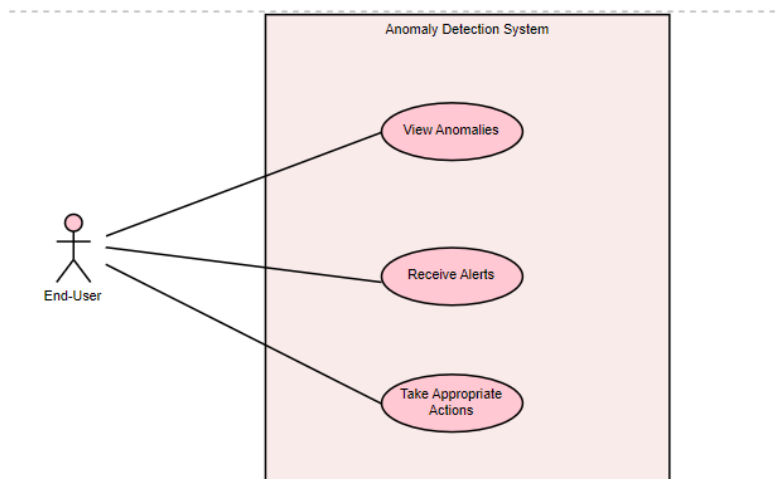 Anomaly Detection System
View Anomalies
Receive Alerts
End-User
Take Appropriate
Actions